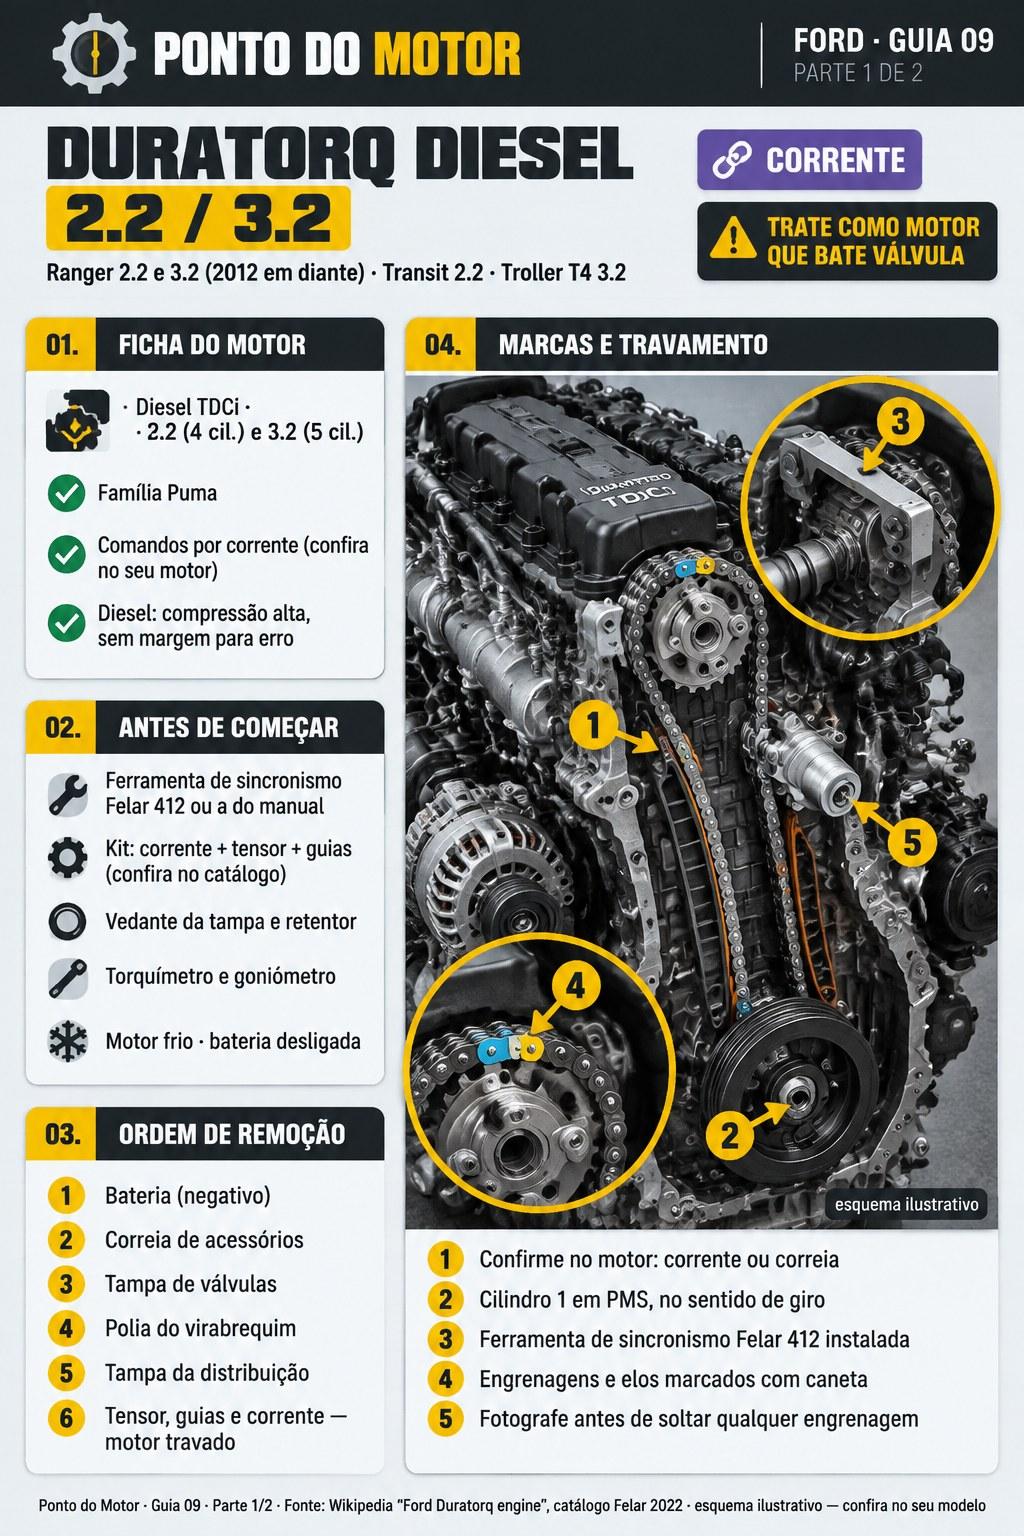 PONTO DO MOTOR
FORD · GUIA 09
PARTE 1 DE 2
DURATORQ DIESEL
2.2 / 3.2
Ranger 2.2 e 3.2 (2012 em diante) · Transit 2.2 · Troller T4 3.2
CORRENTE
TRATE COMO MOTOR
QUE BATE VÁLVULA
01. FICHA DO MOTOR
· Diesel TDCi ·
· 2.2 (4 cil.) e 3.2 (5 cil.)
Família Puma
Comandos por corrente (confira
no seu motor)
Diesel: compressão alta,
sem margem para erro
02. ANTES DE COMEÇAR
Ferramenta de sincronismo
Felar 412 ou a do manual
Kit: corrente + tensor + guias
(confira no catálogo)
Vedante da tampa e retentor
Torquímetro e goniómetro
Motor frio · bateria desligada
03. ORDEM DE REMOÇÃO
1 Bateria (negativo)
2 Correia de acessórios
3 Tampa de válvulas
4 Polia do virabrequim
5 Tampa da distribuição
6 Tensor, guias e corrente —
motor travado
04. MARCAS E TRAVAMENTO
TDCi
3
1
5
4
2
esquema ilustrativo
1 Confirme no motor: corrente ou correia
2 Cilindro 1 em PMS, no sentido de giro
3 Ferramenta de sincronismo Felar 412 instalada
4 Engrenagens e elos marcados com caneta
5 Fotografe antes de soltar qualquer engrenagem
Ponto do Motor · Guia 09 · Parte 1/2 · Fonte: Wikipedia "Ford Duratorq engine", catálogo Felar 2022 · esquema ilustrativo — confira no seu modelo